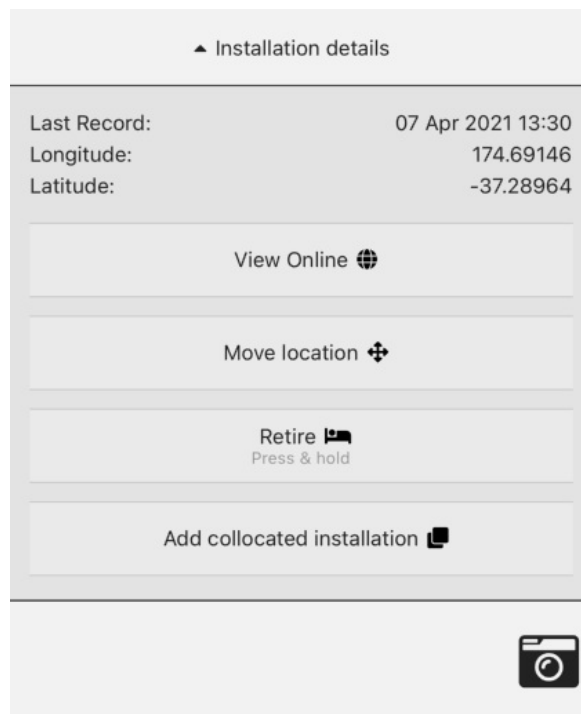 Installation details
Last Record: 07 Apr 2021 13:30
Longitude: 174.69146
Latitude: -37.28964
View Online
Move location
Retire
Press & hold
Add collocated installation